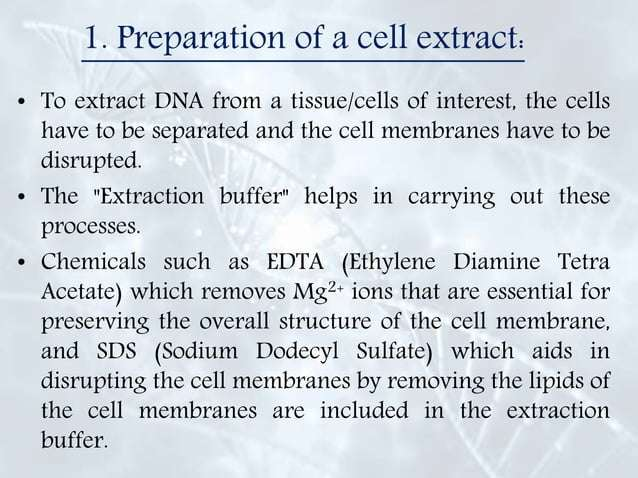 1. Preparation of a cell extract:
• To extract DNA from a tissue/cells of interest, the cells
have to be separated and the cell membranes have to be
disrupted.
• The "Extraction buffer" helps in carrying out these
processes.
• Chemicals such as EDTA (Ethylene Diamine Tetra
Acetate) which removes Mg²⁺ ions that are essential for
preserving the overall structure of the cell membrane,
and SDS (Sodium Dodecyl Sulfate) which aids in
disrupting the cell membranes by removing the lipids of
the cell membranes are included in the extraction
buffer.